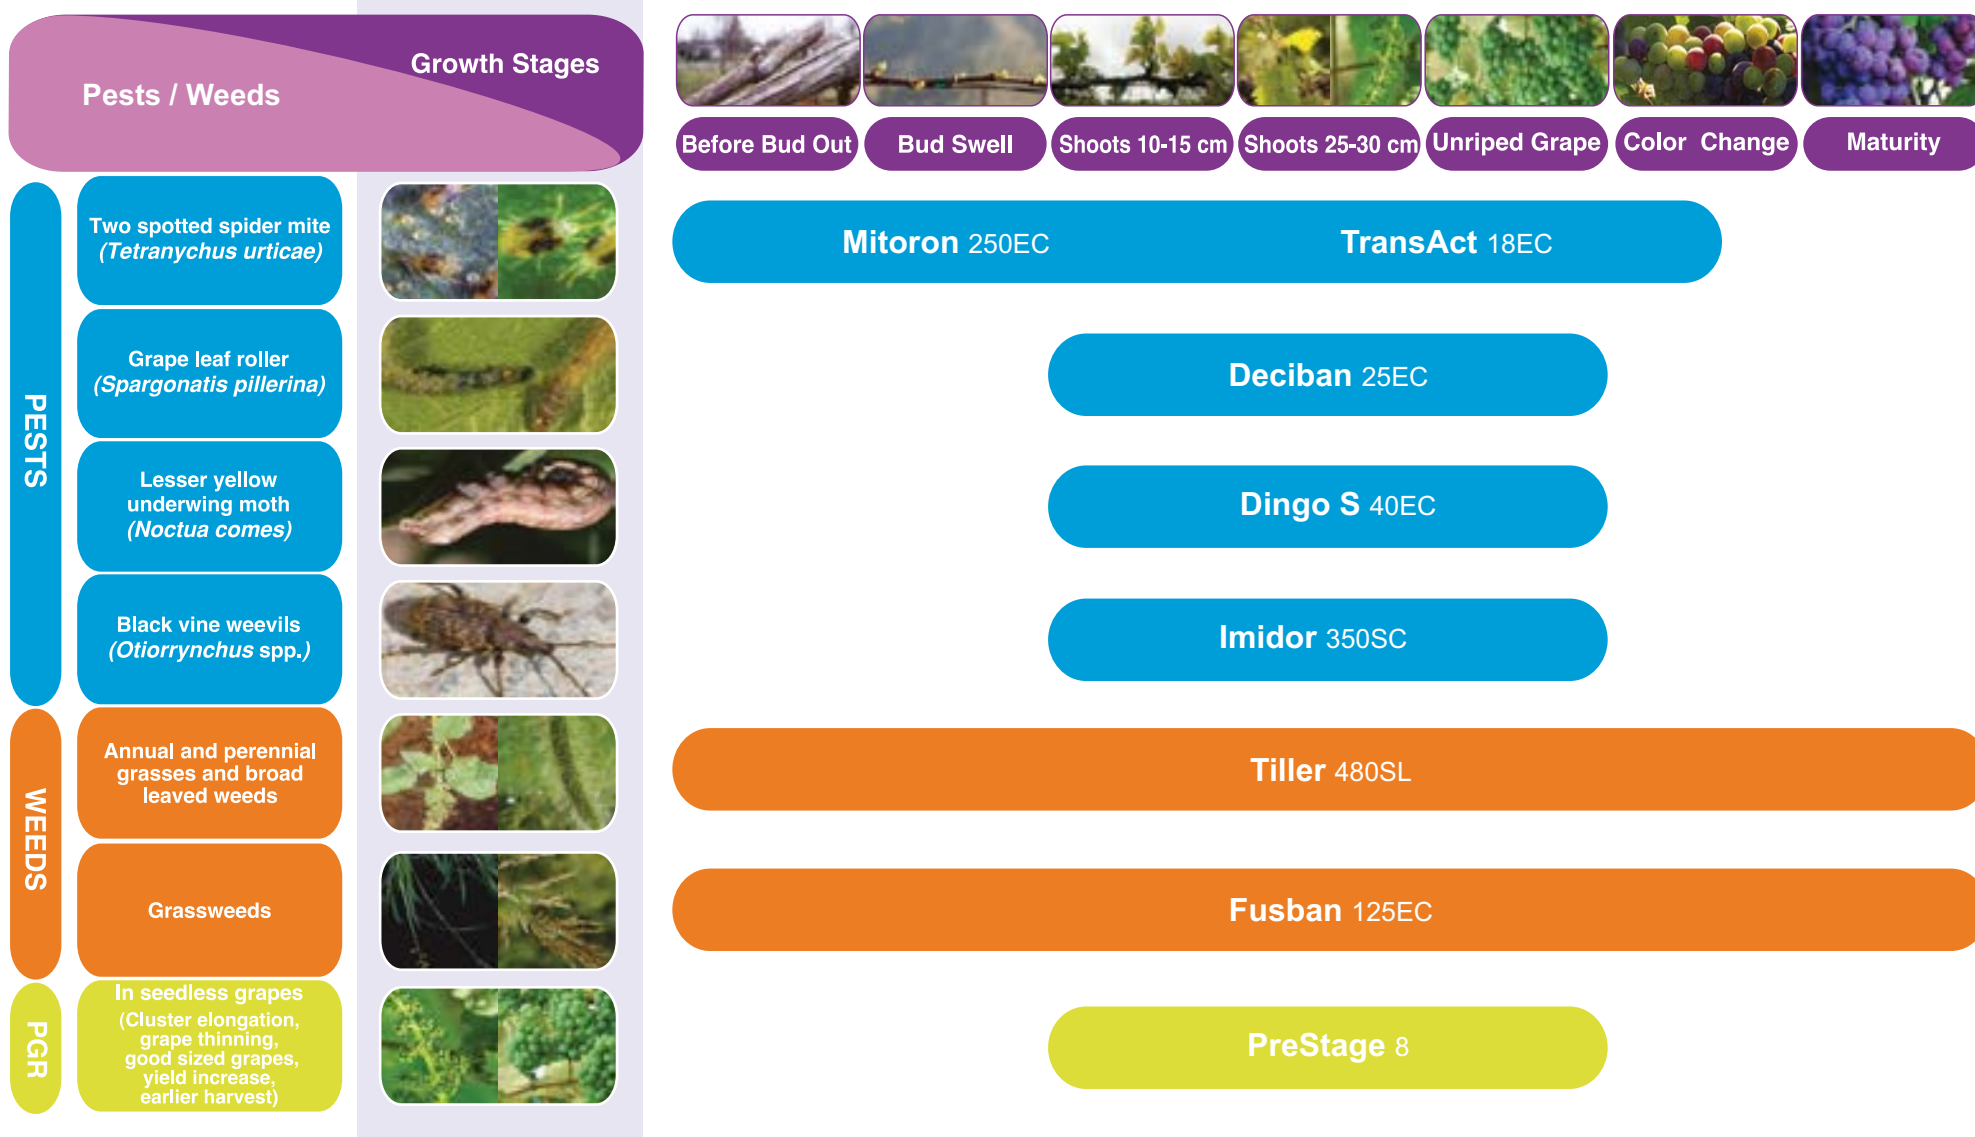 Growth Stages
Pests / Weeds
Before Bud Out
Bud Swell
Shoots 10-15 cm
Shoots 25-30 cm
Unriped Grape
Color Change
Maturity
PESTS
Two spotted spider mite
(Tetranychus urticae)
Mitoron 250EC
TransAct 18EC
Grape leaf roller
(Spargonatis pillerina)
Deciban 25EC
Lesser yellow
underwing moth
(Noctua comes)
Dingo S 40EC
Black vine weevils
(Otiorrynchus spp.)
Imidor 350SC
WEEDS
Annual and perennial
grasses and broad
leaved weeds
Tiller 480SL
Grassweeds
Fusban 125EC
PGR
In seedless grapes
(Cluster elongation,
grape thinning,
good sized grapes,
yield increase,
earlier harvest)
PreStage 8